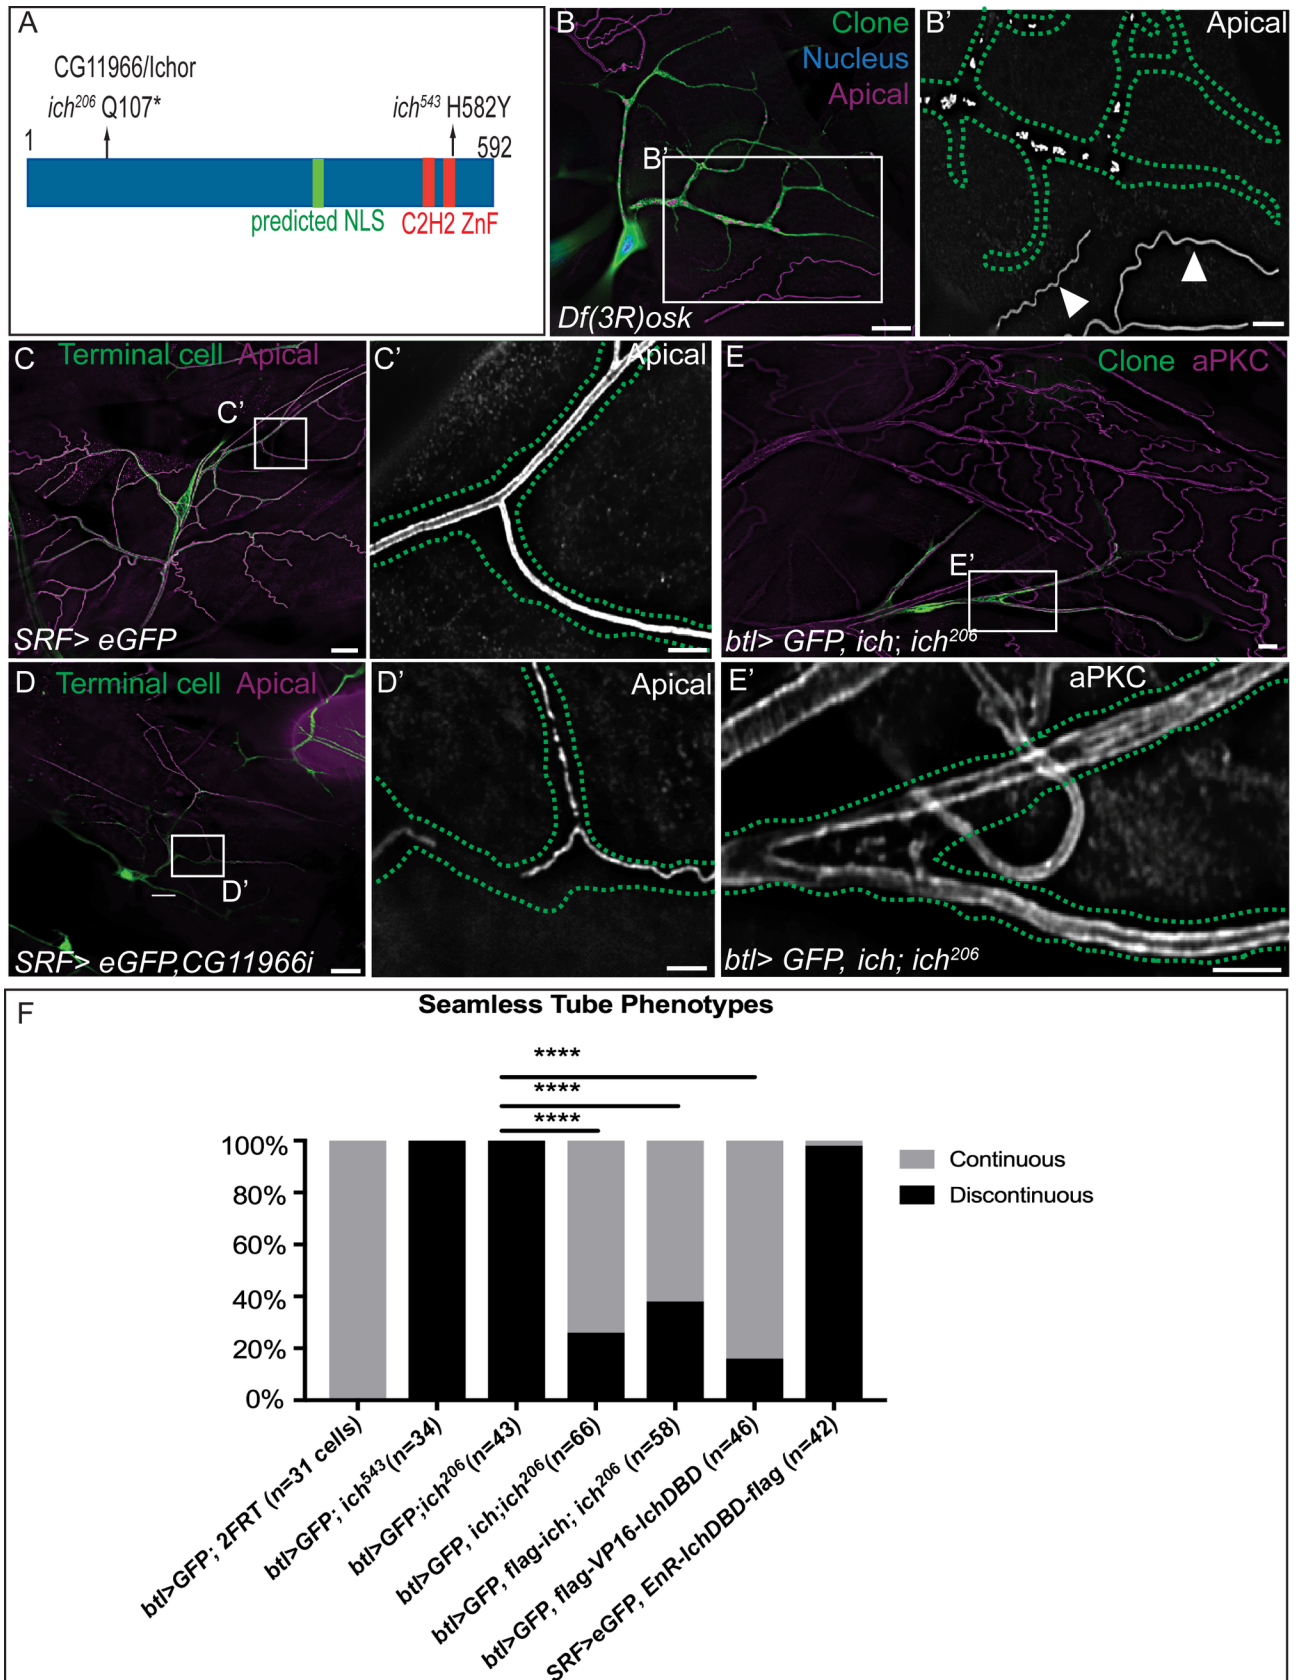 A
CG11966/Ichor
ich206 Q107*
ich543 H582Y
1
592
predicted NLS
C2H2 ZnF
B
Clone
Nucleus
Apical
B'
Df(3R)osk
B'
Apical
C
Terminal cell Apical
C'
SRF> eGFP
C'
Apical
D
Terminal cell Apical
D'
SRF> eGFP,CG11966i
D'
Apical
E
Clone aPKC
E'
btl> GFP, ich; ich206
E'
aPKC
btl> GFP, ich; ich206
F
Seamless Tube Phenotypes
****
****
****
100%
80%
60%
40%
20%
0%
Continuous
Discontinuous
btl>GFP; 2FRT (n=31 cells)
btl>GFP; ich543(n=34)
btl>GFP;ich206(n=43)
btl>GFP, ich;ich206(n=66)
btl>GFP, flag-ich; ich206 (n=58)
btl>GFP, flag-VP16-IchDBD (n=46)
SRF>eGFP, EnR-IchDBD-flag (n=42)